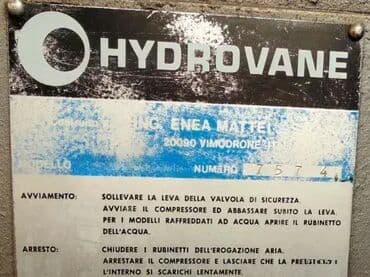 HYDROVANE
ING. ENEA MATTEI
20090 VIMODRONE
NUMERO 7574
AVVIAMENTO: SOLLEVARE LA LEVA DELLA VALVOLA DI SICUREZZA.
AVVIARE IL COMPRESSORE ED ABBASSARE SUBITO LA LEVA.
PER I MODELLI RAFFREDDATI AD ACQUA APRIRE IL RUBINETTO
DELL'ACQUA.
ARRESTO: CHIUDERE I RUBINETTI DELL'EROGAZIONE ARIA.
ARRESTARE IL COMPRESSORE E LASCIARE CHE LA PRESSIONE
L'INTERNO SI SCARICHI LENTAMENTE.